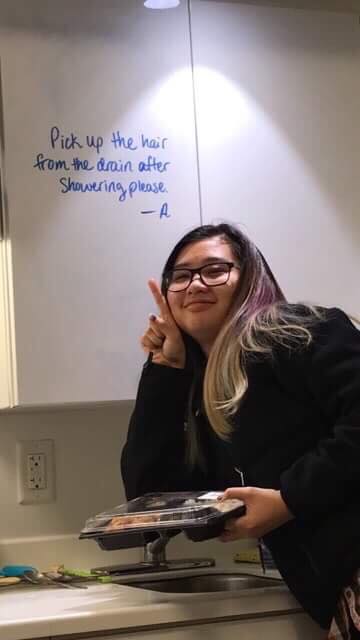 Pick up the hair
from the drain after
Showering please.
— A